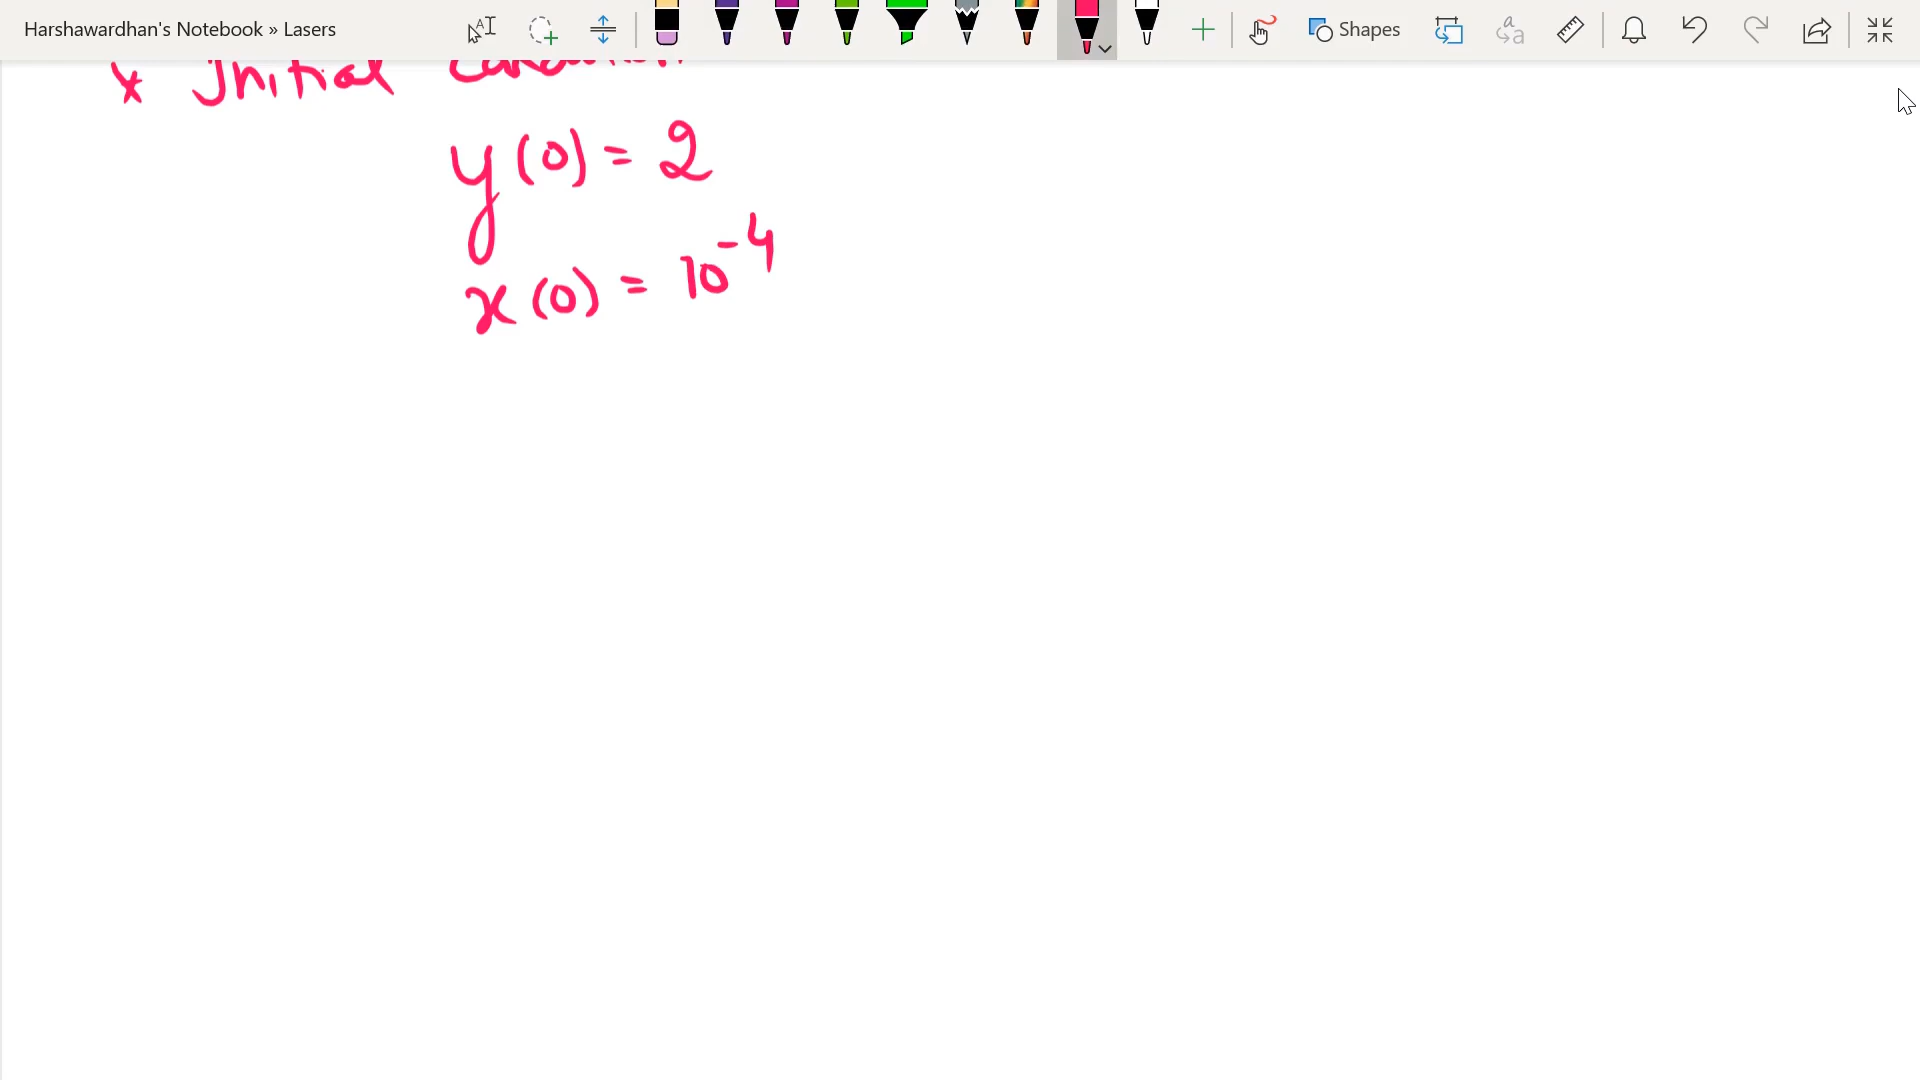 Harshawardhan's Notebook » Lasers
Shapes
* Initial
y(0) = 2
x(0) = 10⁻⁴